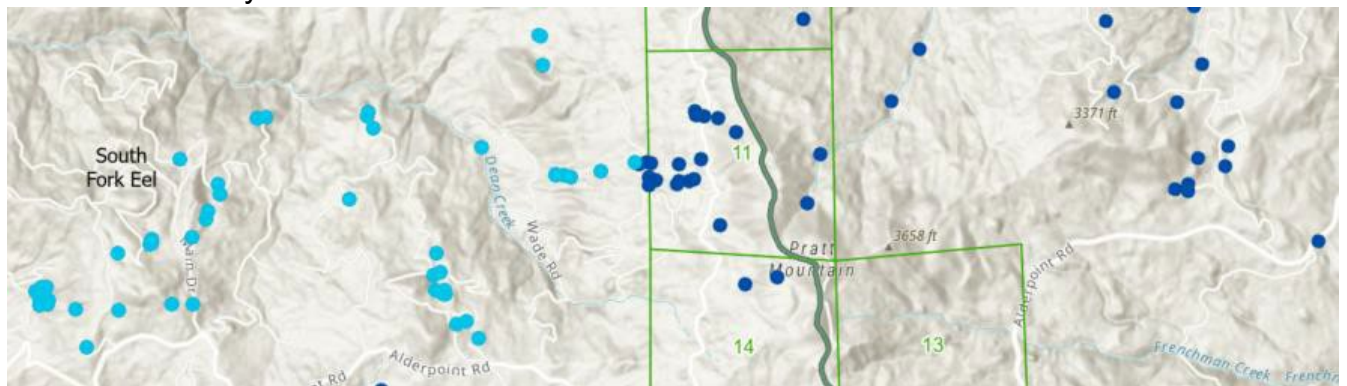 South
Fork Eel
Main Dr
Dean Creek
Wade Rd
Alderpoint Rd
11
Pratt
Mountain
3658 ft
3371 ft
Alderpoint Rd
14
13
Frenchman Creek